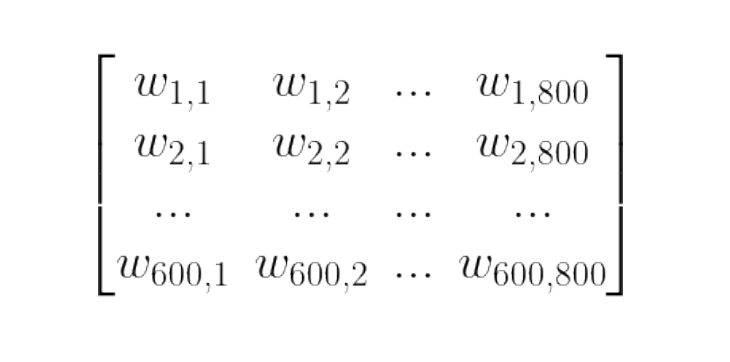 w1,1 w1,2 ... w1,800
w2,1 w2,2 ... w2,800
... ... ... ...
w600,1 w600,2 ... w600,800